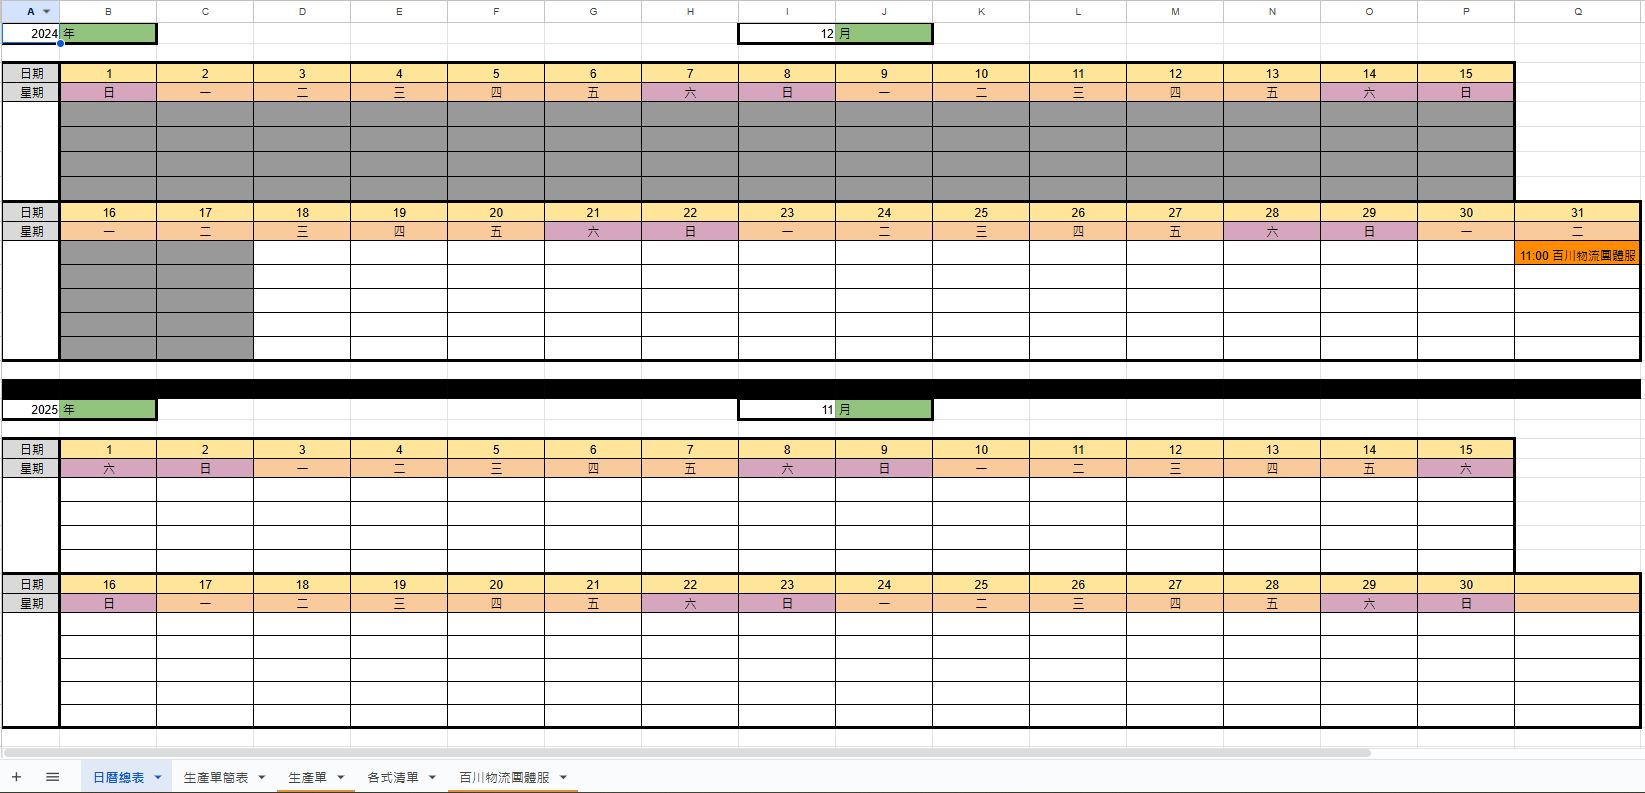 A B C D E F G H I J K L M N O P Q
2024 年 12 月
日期 1 2 3 4 5 6 7 8 9 10 11 12 13 14 15
星期 日 一 二 三 四 五 六 日 一 二 三 四 五 六 日
日期 16 17 18 19 20 21 22 23 24 25 26 27 28 29 30 31
星期 一 二 三 四 五 六 日 一 二 三 四 五 六 日 一 二
11:00 百川物流團體服
2025 年 11 月
日期 1 2 3 4 5 6 7 8 9 10 11 12 13 14 15
星期 六 日 一 二 三 四 五 六 日 一 二 三 四 五 六
日期 16 17 18 19 20 21 22 23 24 25 26 27 28 29 30
星期 日 一 二 三 四 五 六 日 一 二 三 四 五 六 日
日曆總表 生產單簡表 生產單 各式清單 百川物流團體服